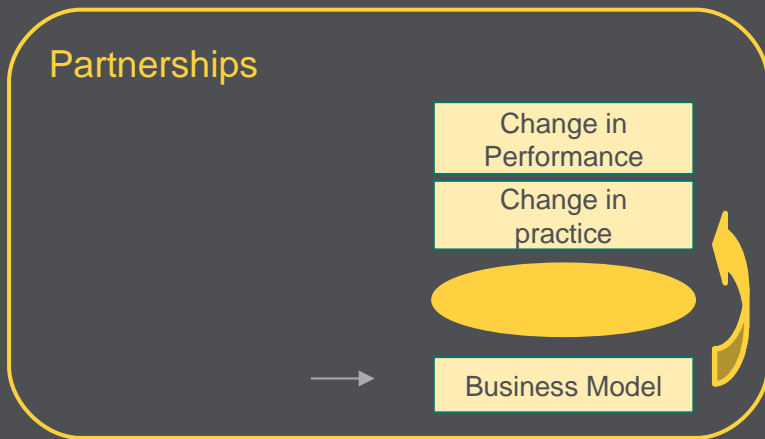 Partnerships
Change in
Performance
Change in
practice
Business Model